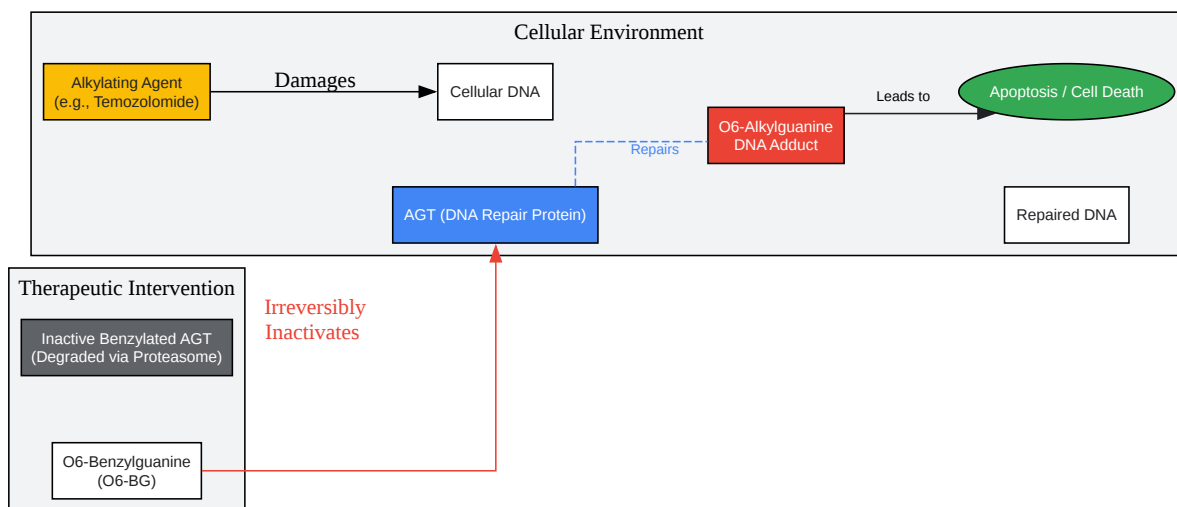 Cellular Environment
Alkylating Agent
(e.g., Temozolomide)
Damages
Cellular DNA
Leads to
Apoptosis / Cell Death
O6-Alkylguanine
DNA Adduct
Repairs
AGT (DNA Repair Protein)
Repaired DNA
Therapeutic Intervention
Inactive Benzylated AGT
(Degraded via Proteasome)
Irreversibly
Inactivates
O6-Benzylguanine
(O6-BG)